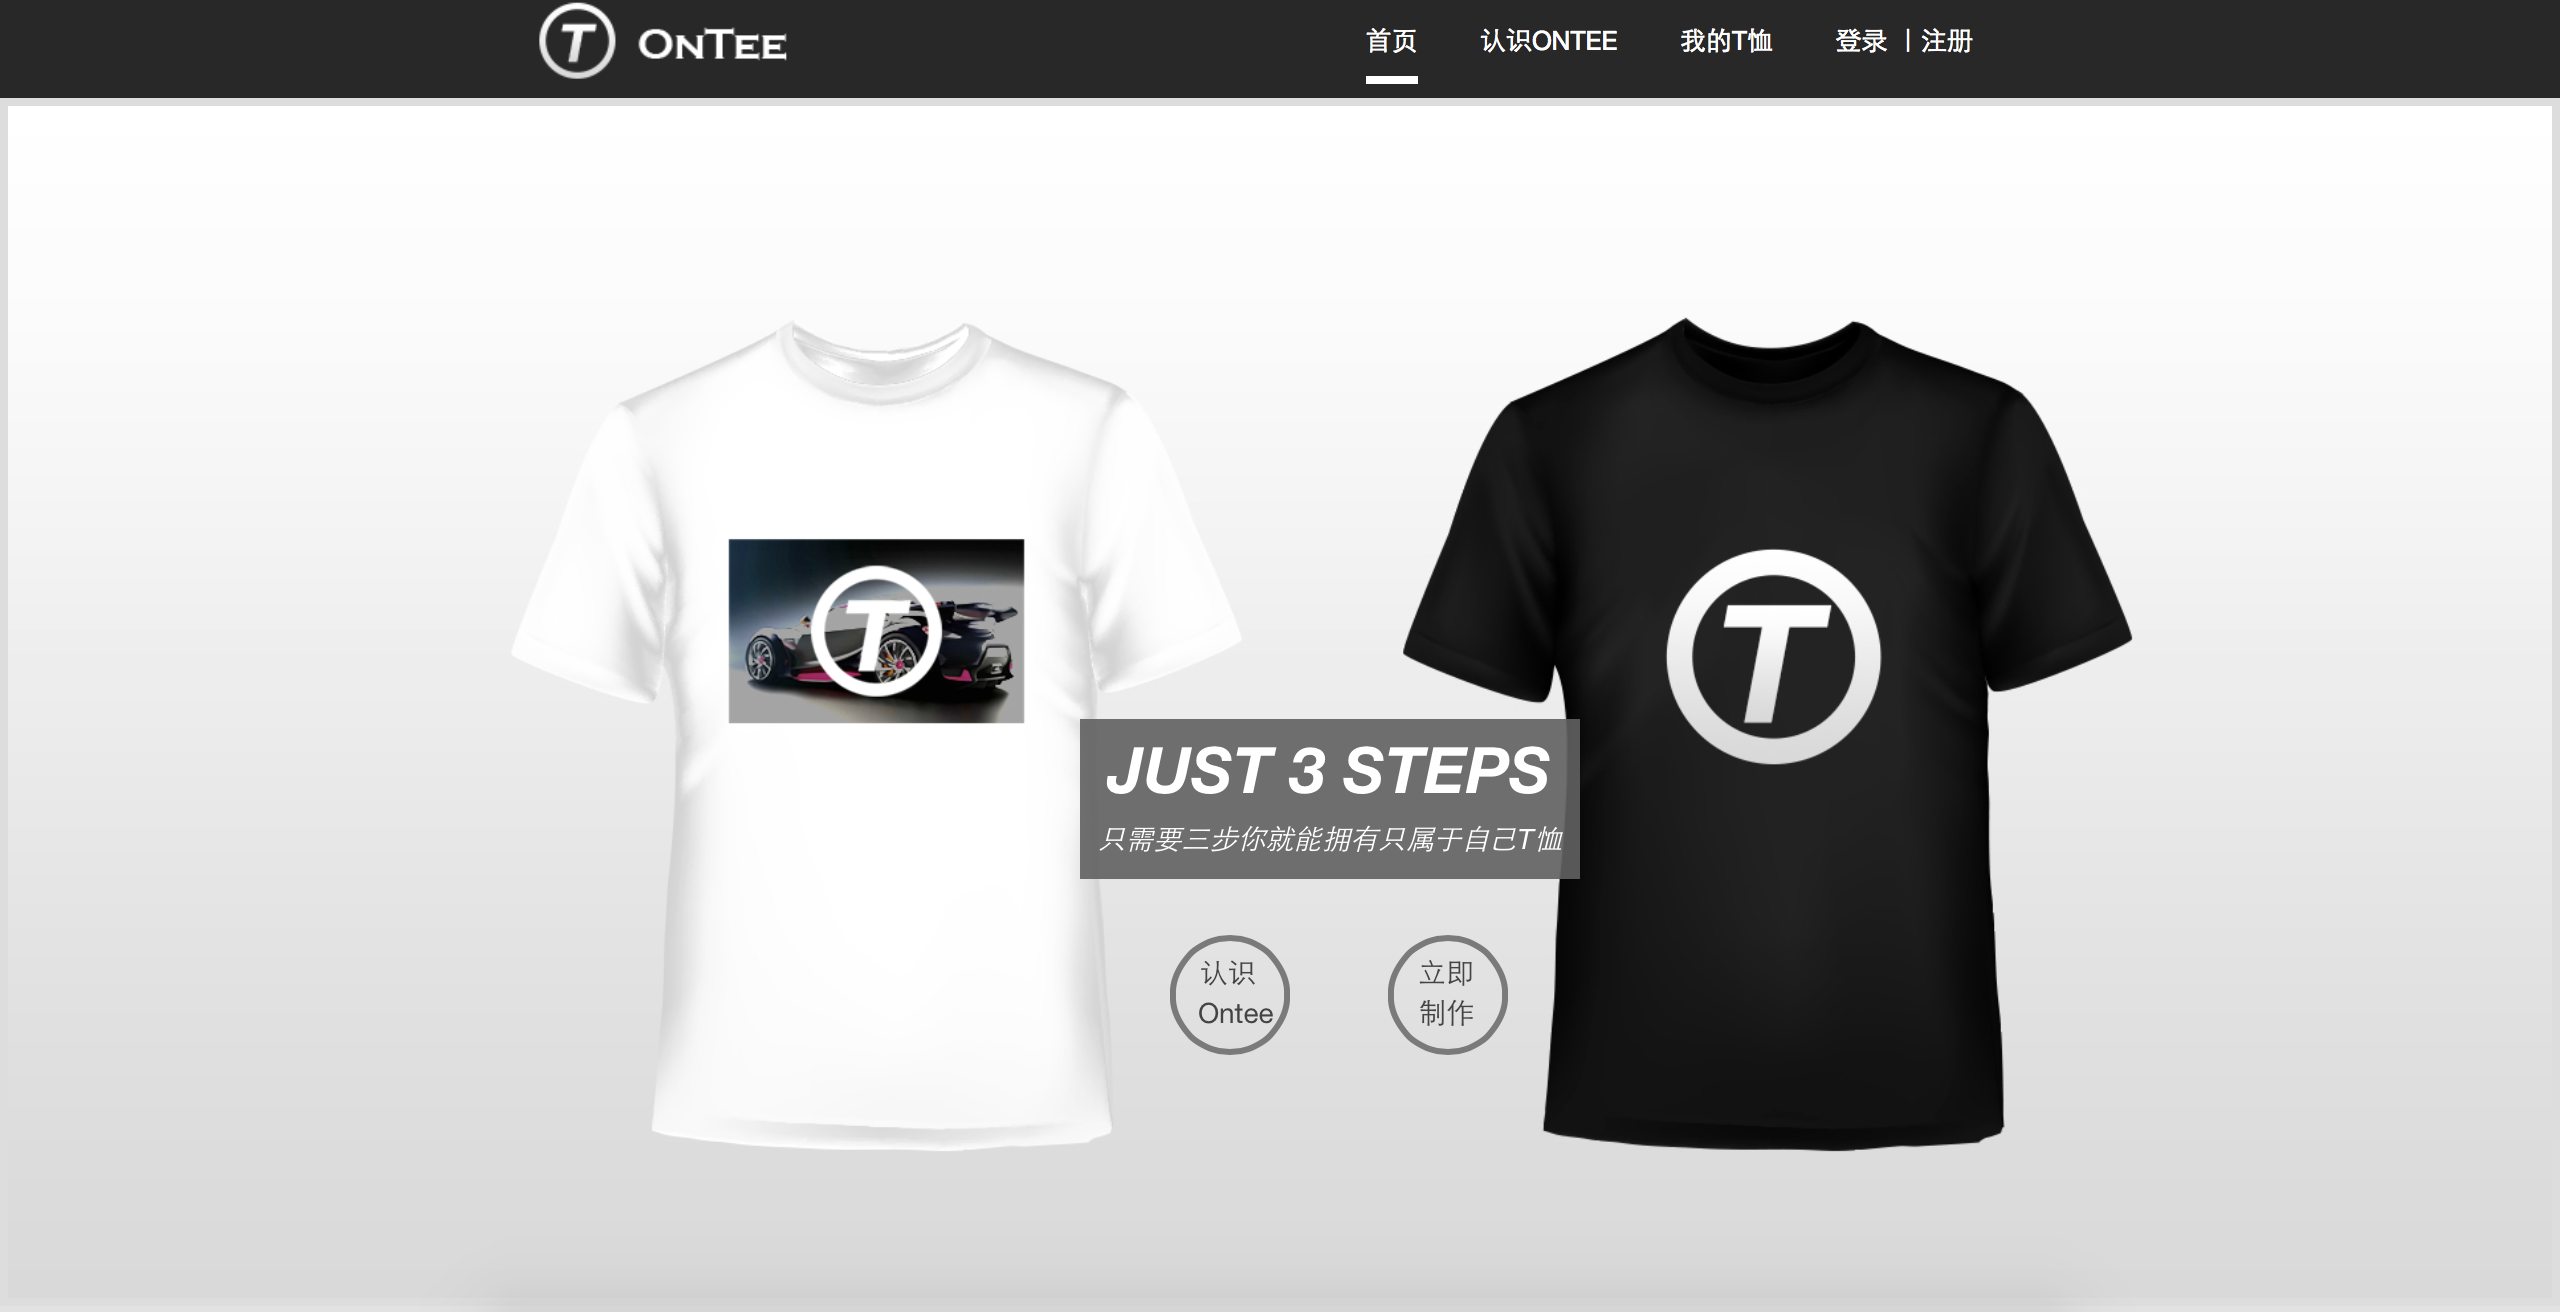 T ONTEE
首页 认识ONTEE 我的T恤 登录 | 注册
T
T
JUST 3 STEPS
只需要三步你就能拥有只属于自己T恤
认识
Ontee
立即
制作